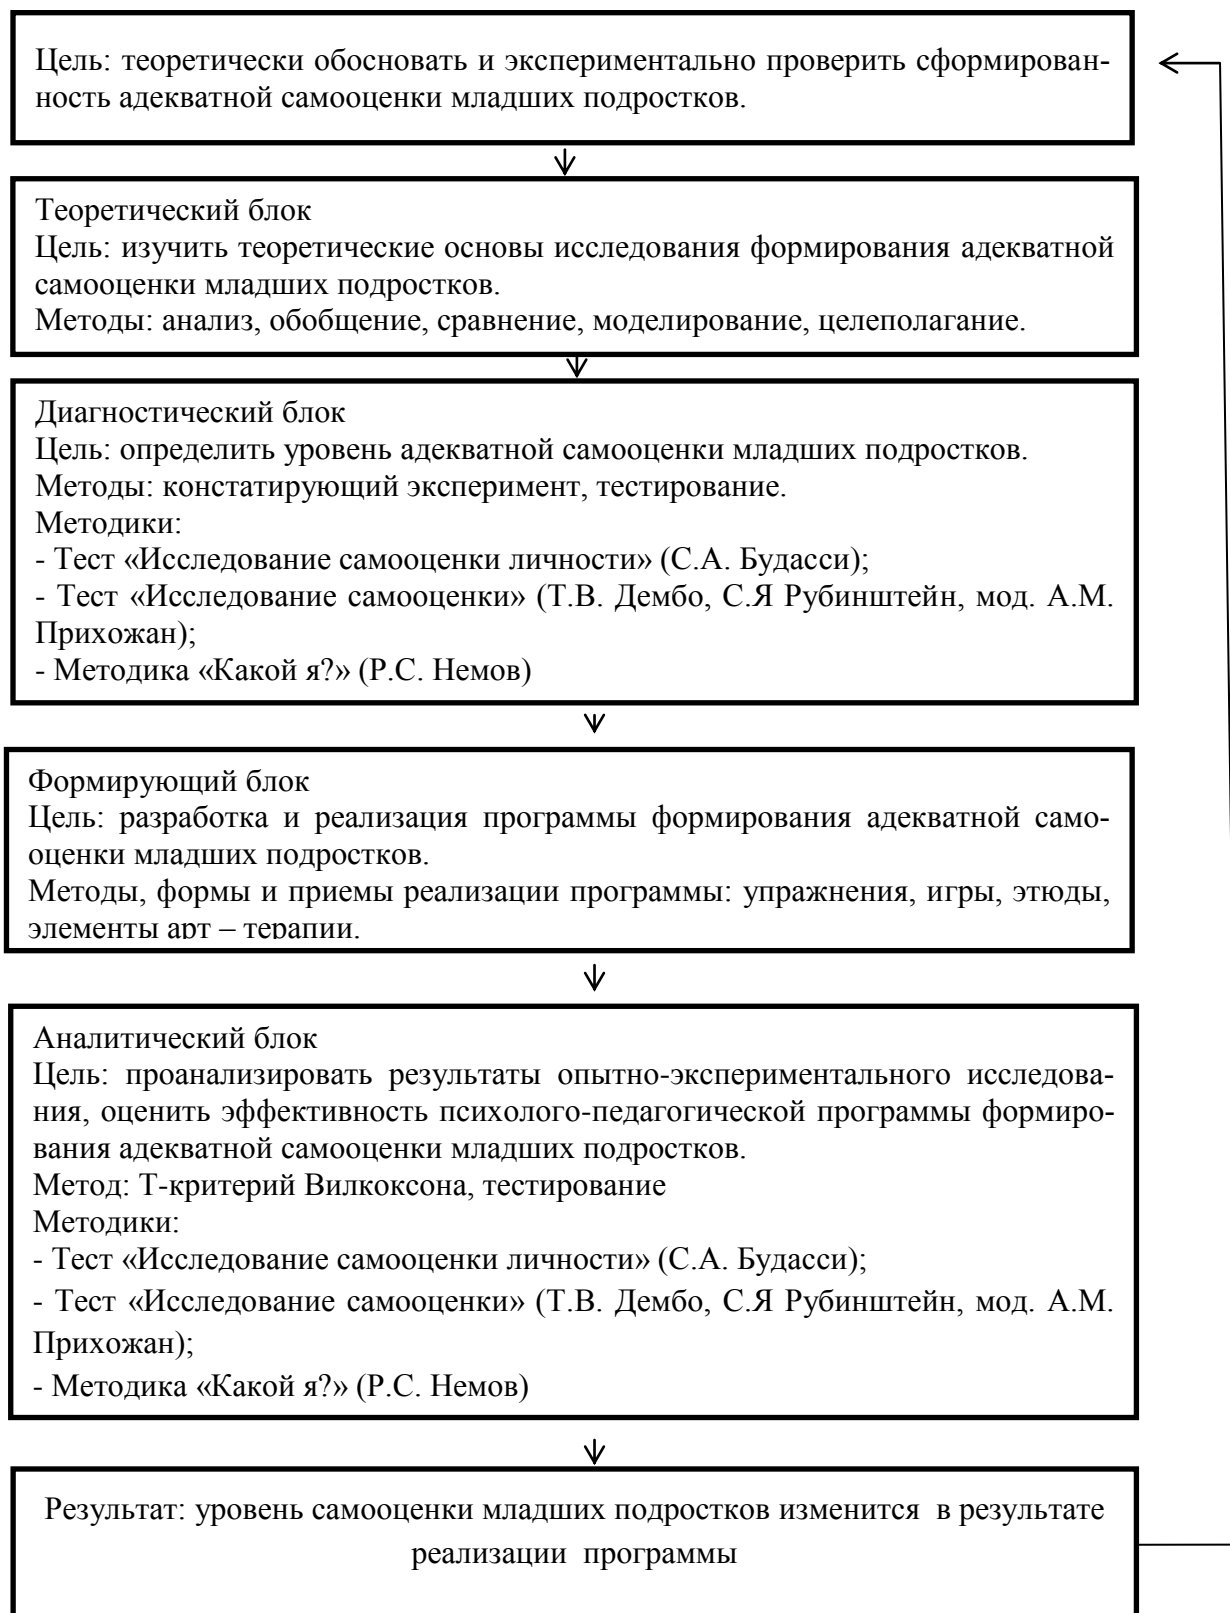 Цель: теоретически обосновать и экспериментально проверить сформирован-
ность адекватной самооценки младших подростков.
Теоретический блок
Цель: изучить теоретические основы исследования формирования адекватной
самооценки младших подростков.
Методы: анализ, обобщение, сравнение, моделирование, целеполагание.
Диагностический блок
Цель: определить уровень адекватной самооценки младших подростков.
Методы: констатирующий эксперимент, тестирование.
Методики:
- Тест «Исследование самооценки личности» (С.А. Будасси);
- Тест «Исследование самооценки» (Т.В. Дембо, С.Я Рубинштейн, мод. А.М.
Прихожан);
- Методика «Какой я?» (Р.С. Немов)
Формирующий блок
Цель: разработка и реализация программы формирования адекватной само-
оценки младших подростков.
Методы, формы и приемы реализации программы: упражнения, игры, этюды,
элементы арт – терапии.
Аналитический блок
Цель: проанализировать результаты опытно-экспериментального исследова-
ния, оценить эффективность психолого-педагогической программы формиро-
вания адекватной самооценки младших подростков.
Метод: Т-критерий Вилкоксона, тестирование
Методики:
- Тест «Исследование самооценки личности» (С.А. Будасси);
- Тест «Исследование самооценки» (Т.В. Дембо, С.Я Рубинштейн, мод. А.М.
Прихожан);
- Методика «Какой я?» (Р.С. Немов)
Результат: уровень самооценки младших подростков изменится в результате
реализации программы